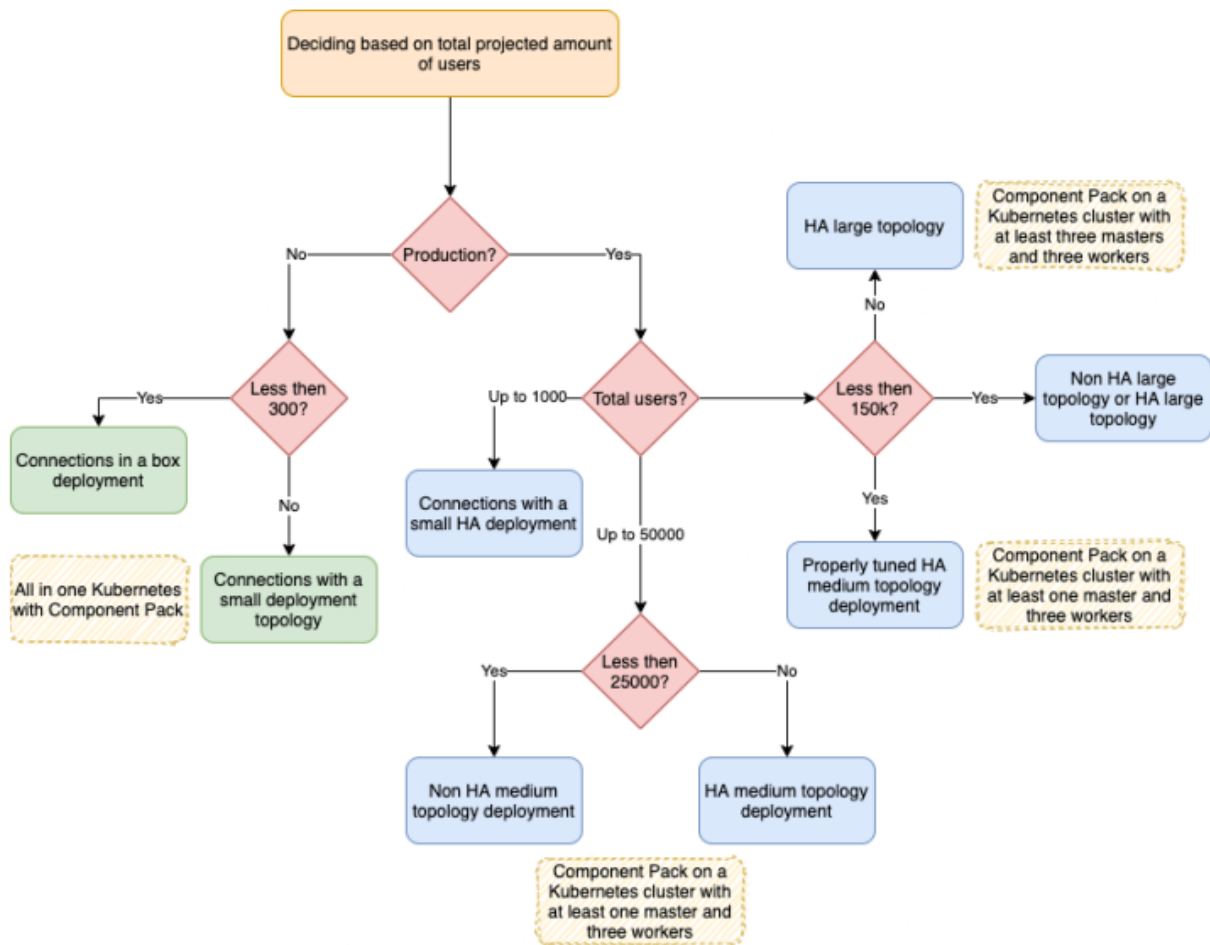 Deciding based on total projected amount
of users
Production?
No
Yes
HA large topology
Component Pack on a
Kubernetes cluster with
at least three masters
and three workers
No
Less then
300?
Yes
Total users?
Up to 1000
Less then
150k?
Yes
Non HA large
topology or HA large
topology
Connections in a box
deployment
No
Connections with a
small HA deployment
Up to 50000
Yes
Properly tuned HA
medium topology
deployment
Component Pack on a
Kubernetes cluster with
at least one master and
three workers
All in one Kubernetes
with Component Pack
Connections with a
small deployment
topology
Less then
25000?
Yes
No
Non HA medium
topology deployment
HA medium topology
deployment
Component Pack on a
Kubernetes cluster with
at least one master and
three workers